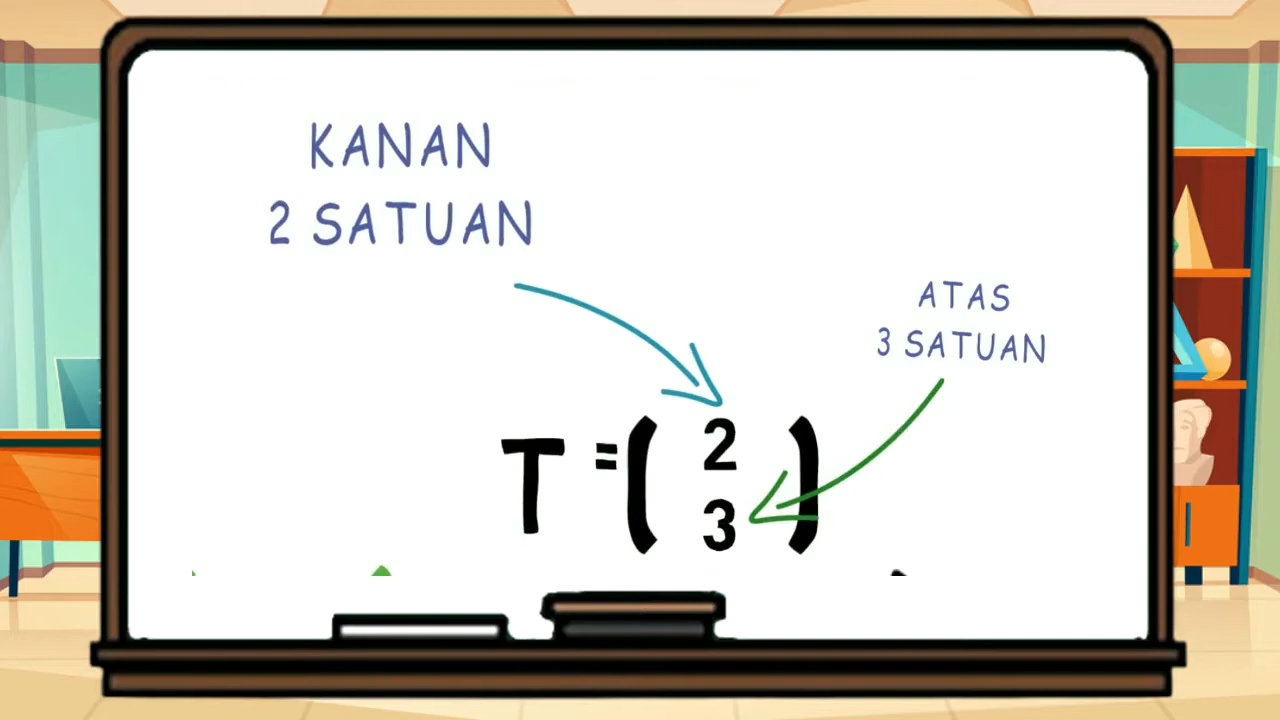 KANAN
2 SATUAN
ATAS
3 SATUAN
T = ( 2
3 )